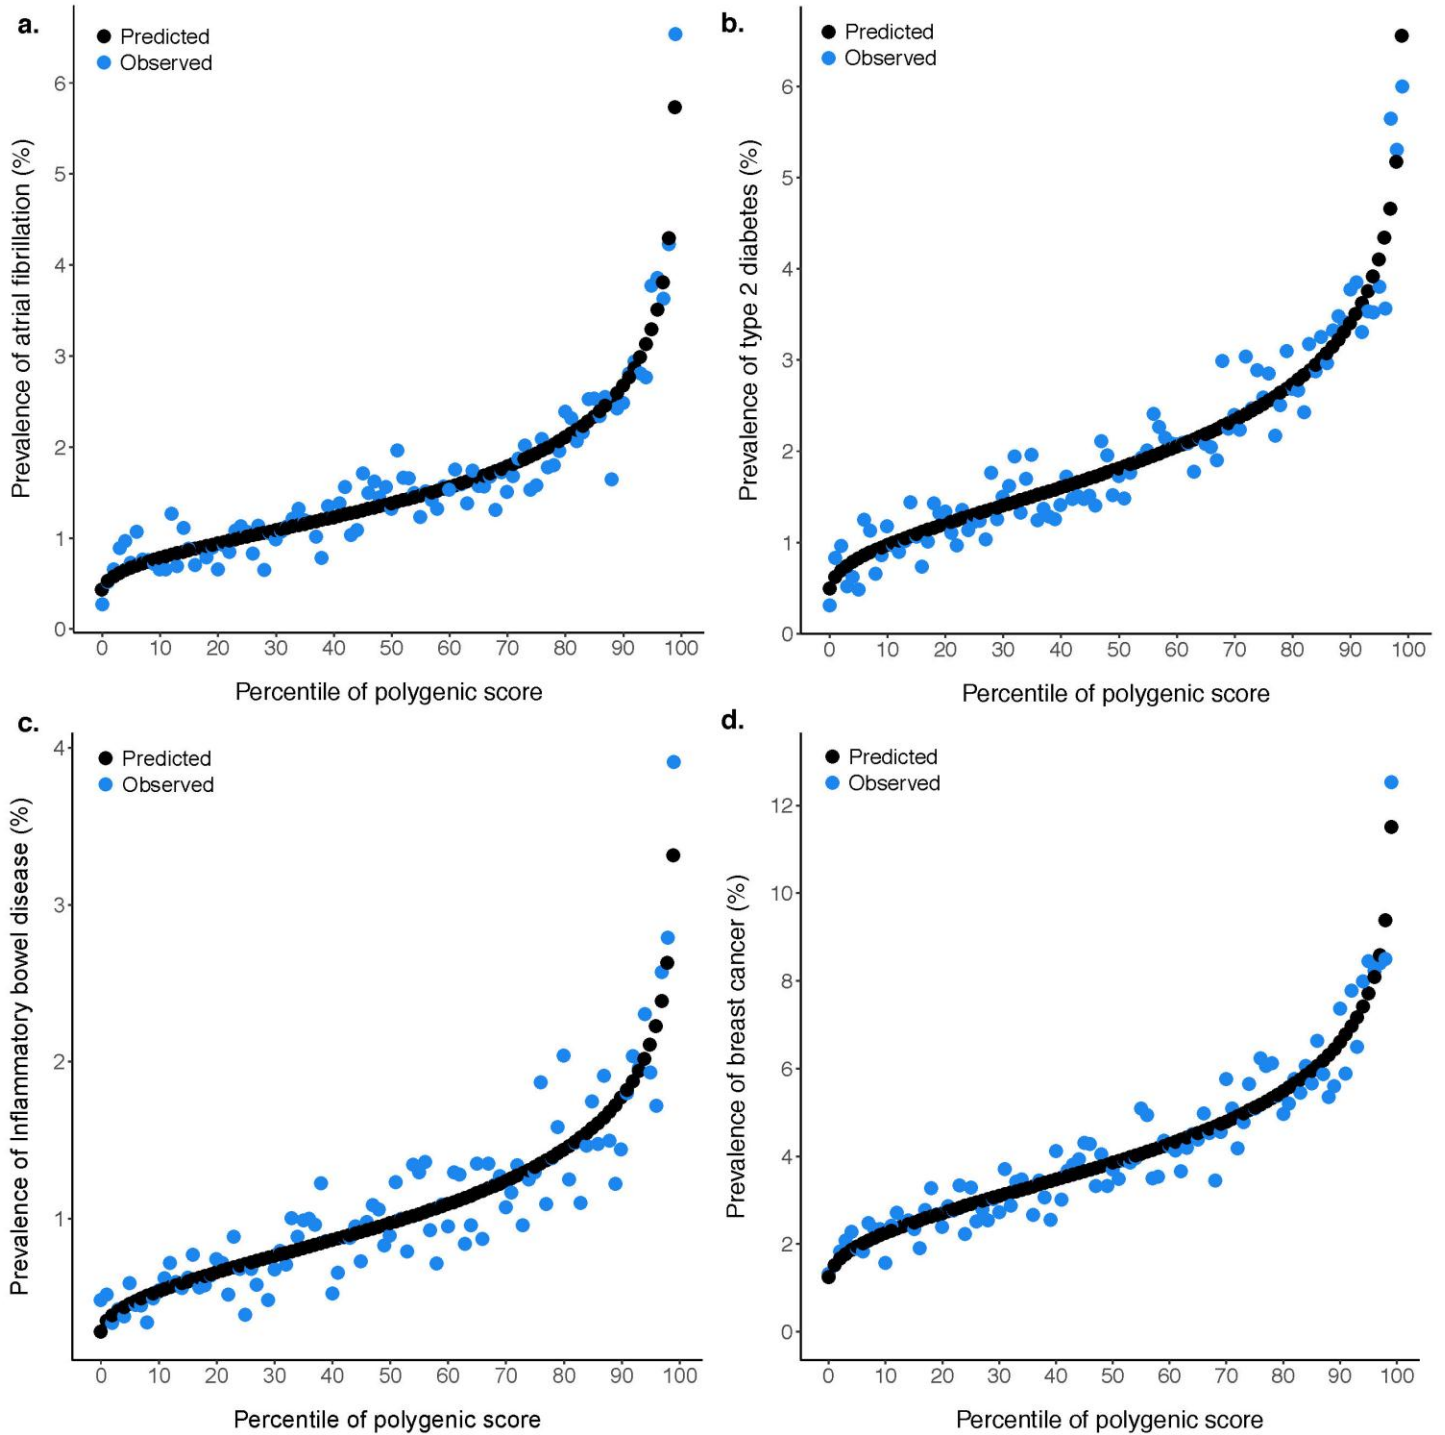 a.
Predicted
Observed
6
5
4
3
2
1
0
0 10 20 30 40 50 60 70 80 90 100
Prevalence of atrial fibrillation (%)
Percentile of polygenic score
b.
Predicted
Observed
6
5
4
3
2
1
0
0 10 20 30 40 50 60 70 80 90 100
Prevalence of type 2 diabetes (%)
Percentile of polygenic score
c.
Predicted
Observed
4
3
2
1
0 10 20 30 40 50 60 70 80 90 100
Prevalence of Inflammatory bowel disease (%)
Percentile of polygenic score
d.
Predicted
Observed
12
10
8
6
4
2
0
0 10 20 30 40 50 60 70 80 90 100
Prevalence of breast cancer (%)
Percentile of polygenic score